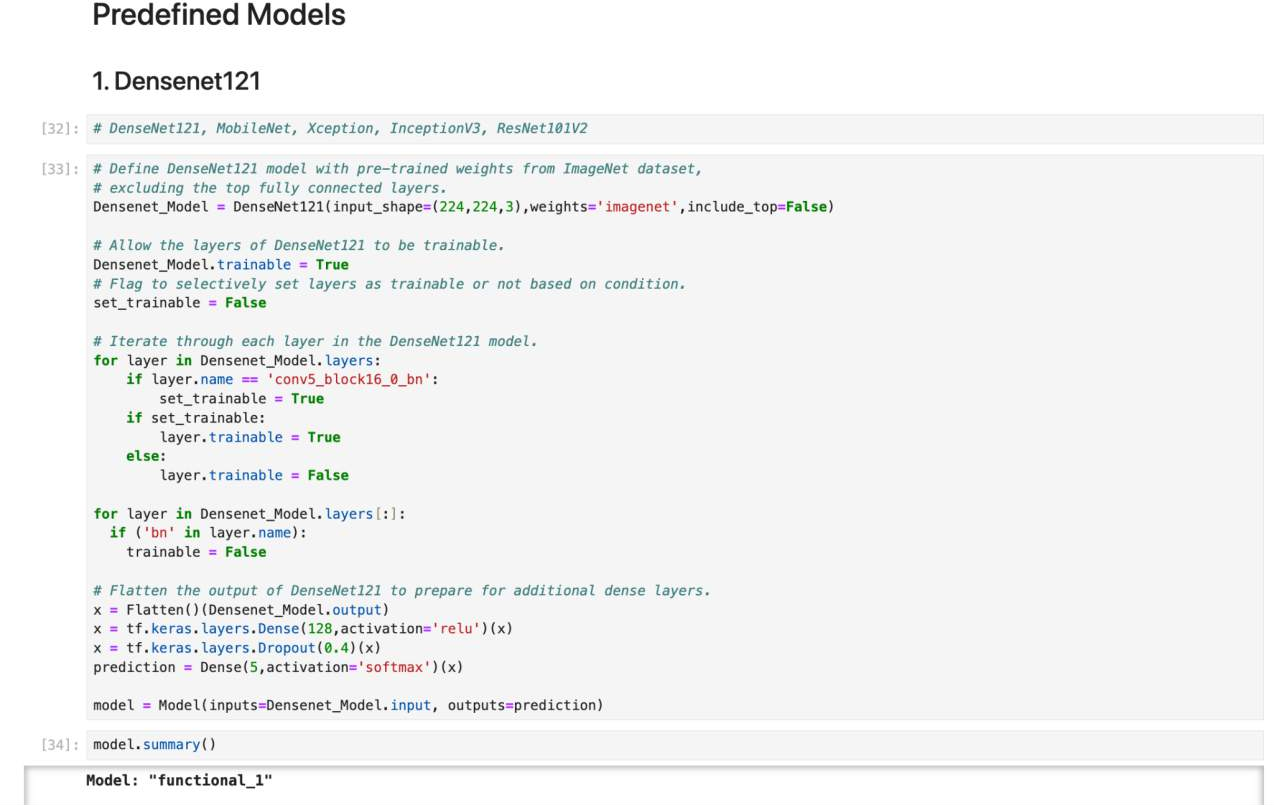 Predefined Models
1. Densenet121
[32]: # DenseNet121, MobileNet, Xception, InceptionV3, ResNet101V2
[33]: # Define DenseNet121 model with pre-trained weights from ImageNet dataset,
# excluding the top fully connected layers.
Densenet_Model = DenseNet121(input_shape=(224,224,3),weights='imagenet',include_top=False)
# Allow the layers of DenseNet121 to be trainable.
Densenet_Model.trainable = True
# Flag to selectively set layers as trainable or not based on condition.
set_trainable = False
# Iterate through each layer in the DenseNet121 model.
for layer in Densenet_Model.layers:
    if layer.name == 'conv5_block16_0_bn':
        set_trainable = True
    if set_trainable:
        layer.trainable = True
    else:
        layer.trainable = False
for layer in Densenet_Model.layers[:]:
  if ('bn' in layer.name):
    trainable = False
# Flatten the output of DenseNet121 to prepare for additional dense layers.
x = Flatten()(Densenet_Model.output)
x = tf.keras.layers.Dense(128,activation='relu')(x)
x = tf.keras.layers.Dropout(0.4)(x)
prediction = Dense(5,activation='softmax')(x)
model = Model(inputs=Densenet_Model.input, outputs=prediction)
[34]: model.summary()
Model: "functional_1"